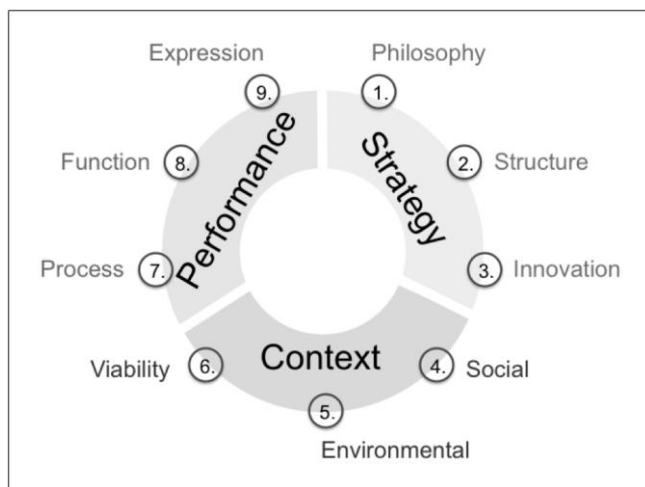 Expression
Philosophy
9.
1.
Performance
Strategy
Function
8.
2.
Structure
Process
7.
3.
Innovation
Viability
6.
Context
4.
Social
5.
Environmental